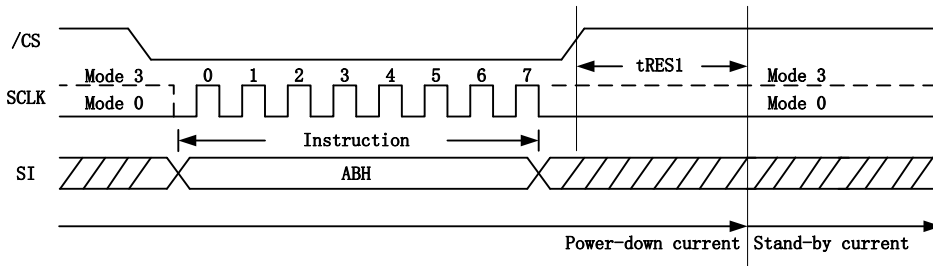 /CS
tRES1
0 1 2 3 4 5 6 7
Mode 3
Mode 3
SCLK
Mode 0
Mode 0
Instruction
SI
ABH
Power-down current
Stand-by current